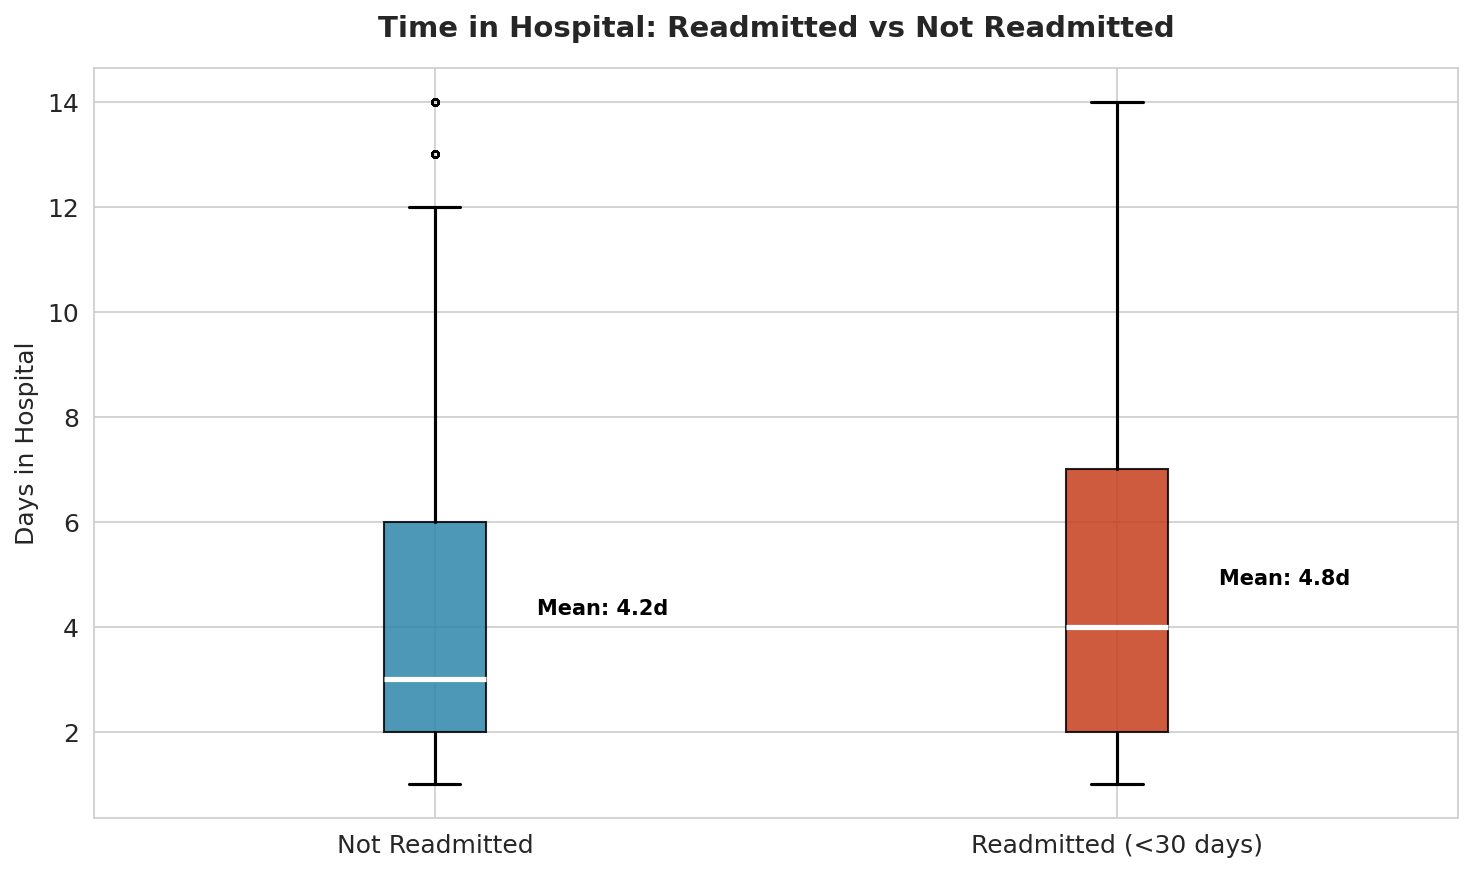 Time in Hospital: Readmitted vs Not Readmitted
14
12
10
8
6
4
2
Days in Hospital
Mean: 4.2d
Mean: 4.8d
Not Readmitted
Readmitted (<30 days)